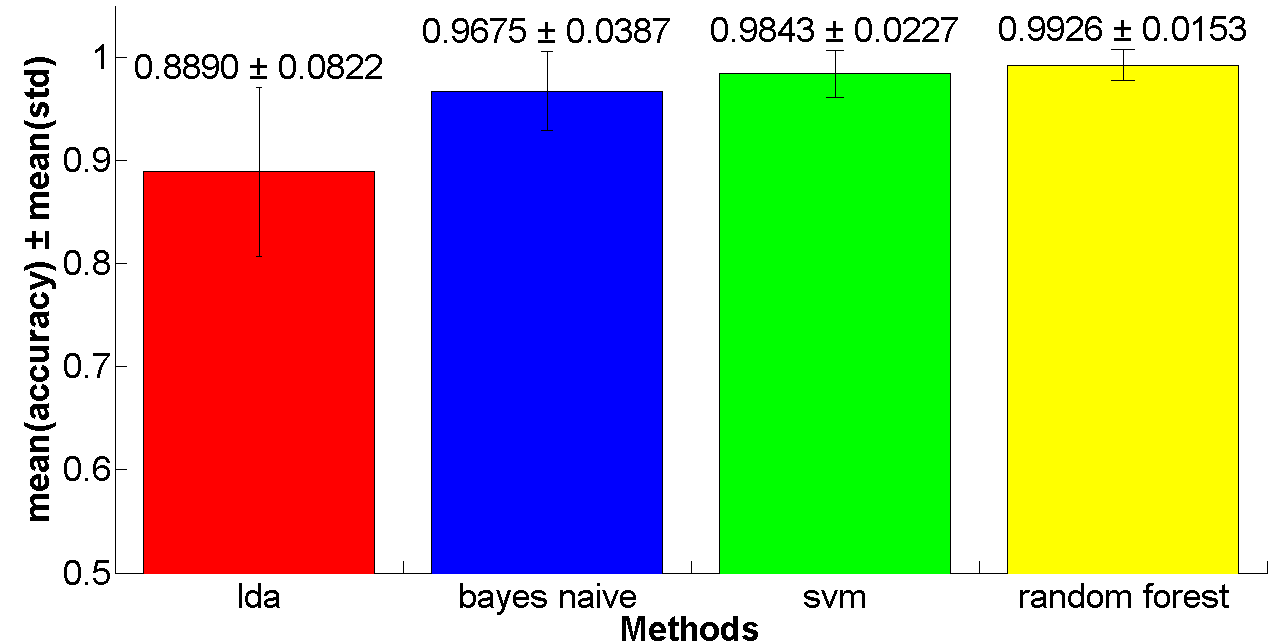 mean(accuracy) ± mean(std)
1
0.9
0.8
0.7
0.6
0.5
0.8890 ± 0.0822
0.9675 ± 0.0387
0.9843 ± 0.0227
0.9926 ± 0.0153
lda
bayes naive
svm
random forest
Methods